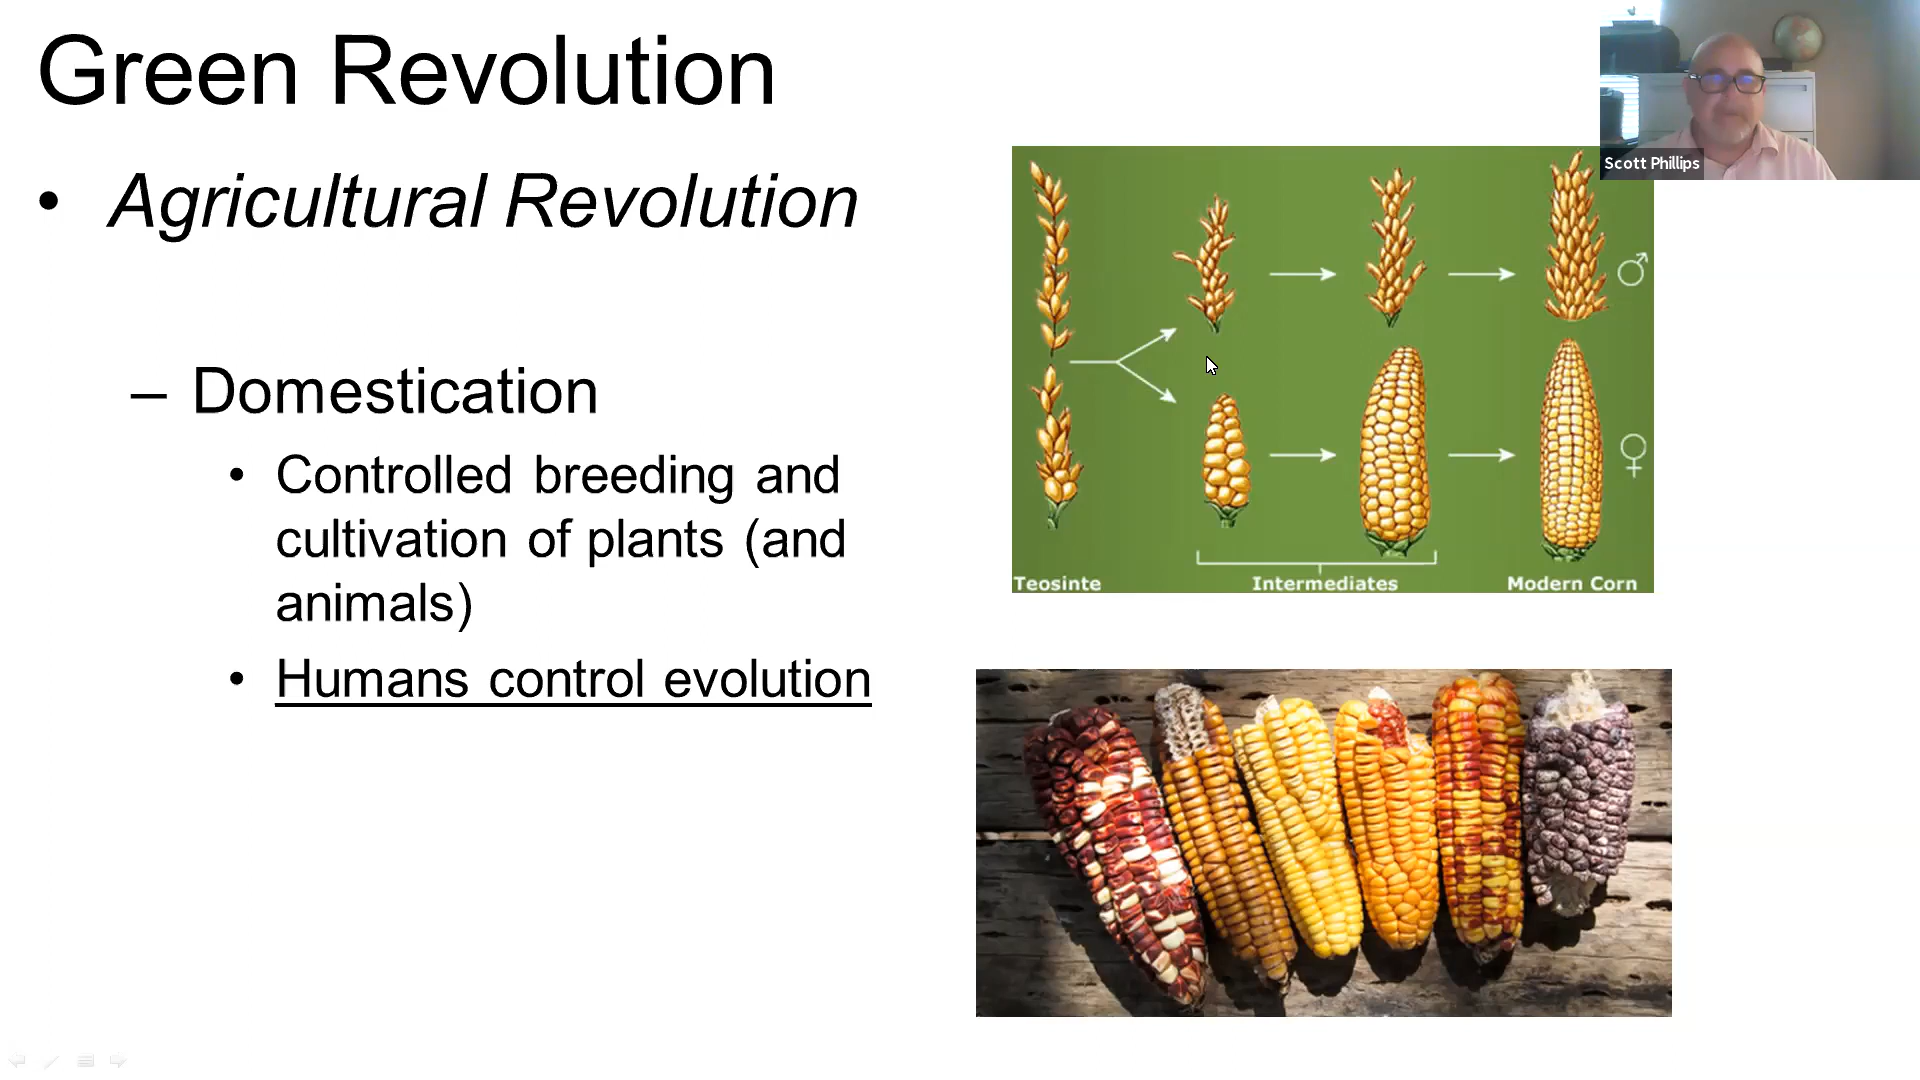 Green Revolution
• Agricultural Revolution
– Domestication
• Controlled breeding and
cultivation of plants (and
animals)
• Humans control evolution
Scott Phillips
♂
♀
Teosinte
Intermediates
Modern Corn